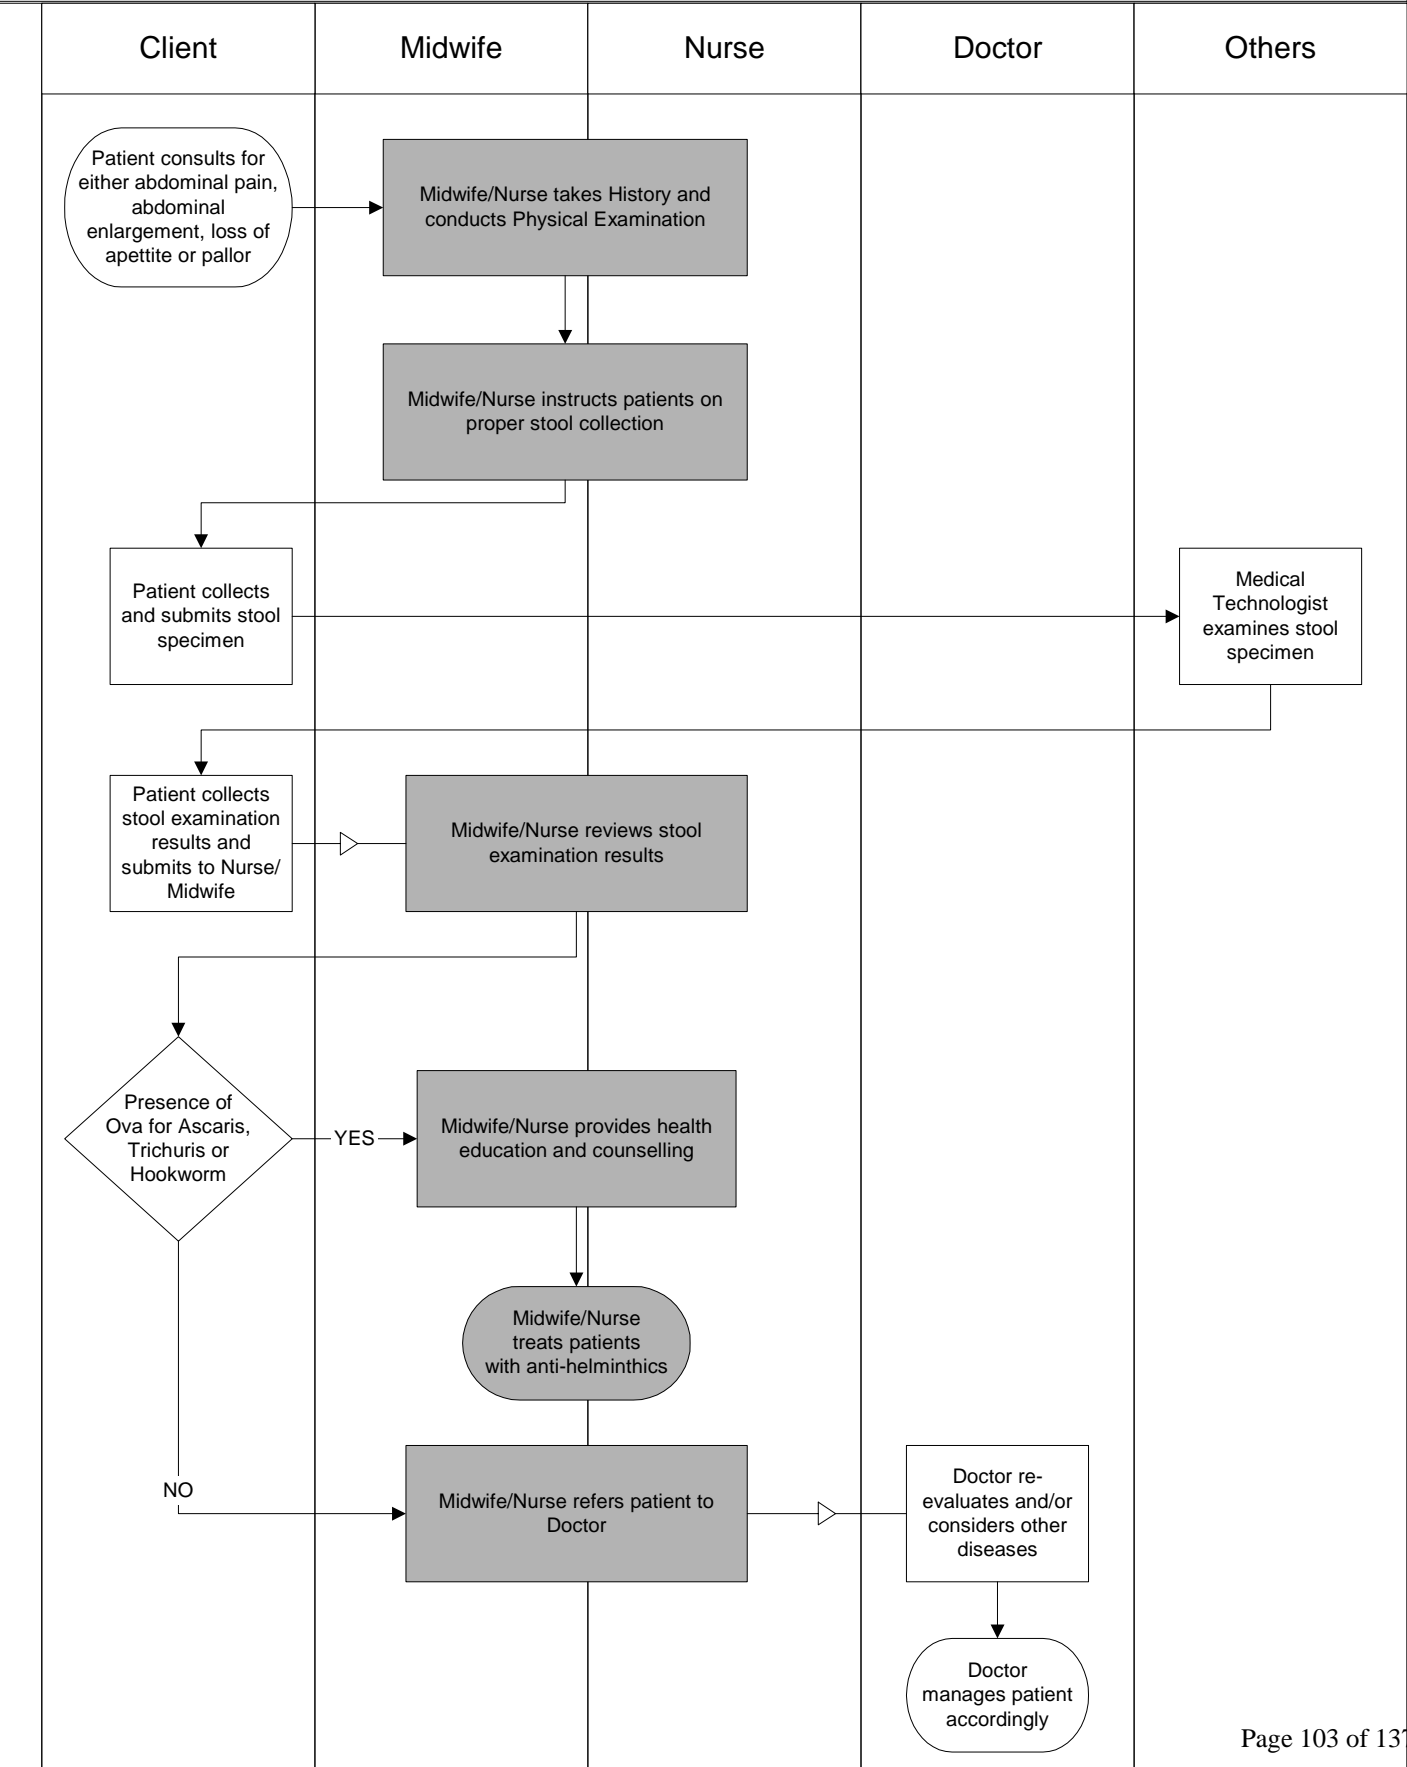 Client
Midwife
Nurse
Doctor
Others
Patient consults for
either abdominal pain,
abdominal
enlargement, loss of
apettite or pallor
Midwife/Nurse takes History and
conducts Physical Examination
Midwife/Nurse instructs patients on
proper stool collection
Patient collects
and submits stool
specimen
Medical
Technologist
examines stool
specimen
Patient collects
stool examination
results and
submits to Nurse/
Midwife
Midwife/Nurse reviews stool
examination results
Presence of
Ova for Ascaris,
Trichuris or
Hookworm
YES
Midwife/Nurse provides health
education and counselling
Midwife/Nurse
treats patients
with anti-helminthics
NO
Midwife/Nurse refers patient to
Doctor
Doctor re-
evaluates and/or
considers other
diseases
Doctor
manages patient
accordingly
Page 103 of 137